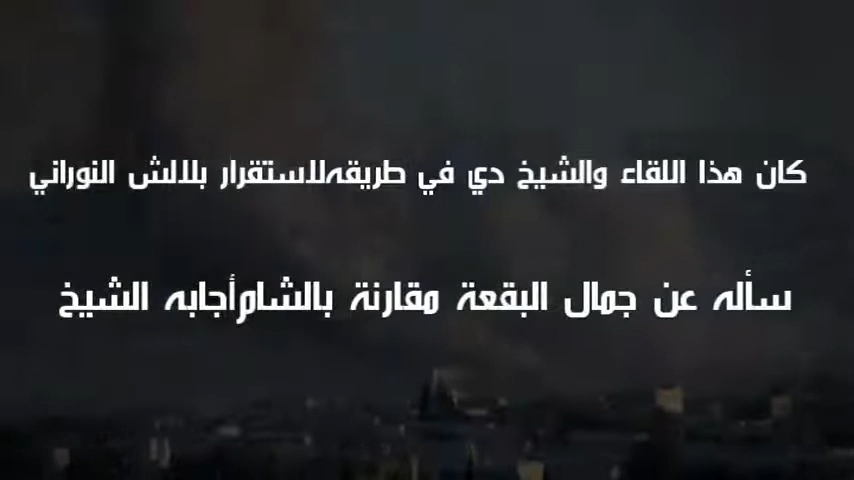 كان هذا اللقاء والشيخ دي في طريقهلاستقرار بلالش النوراني
سأله عن جمال البقعة مقارنة بالشامأجابه الشيخ